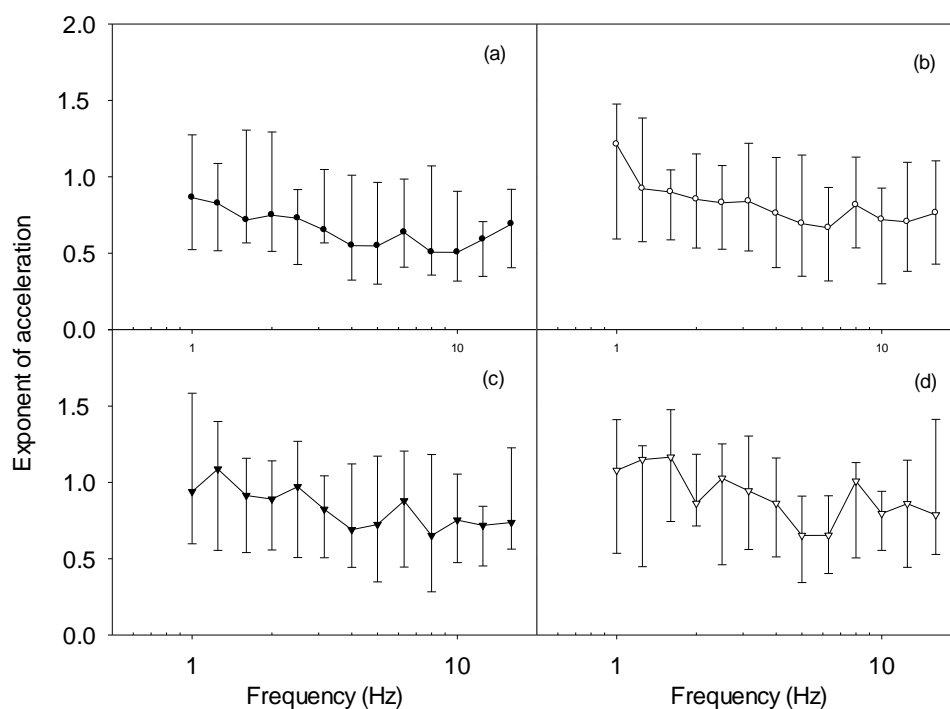 2.0
(a)
(b)
1.5
1.0
0.5
0.0
1 10 1 10
Exponent of acceleration
(c)
(d)
1.5
1.0
0.5
0.0
1 10 1 10
Frequency (Hz) Frequency (Hz)